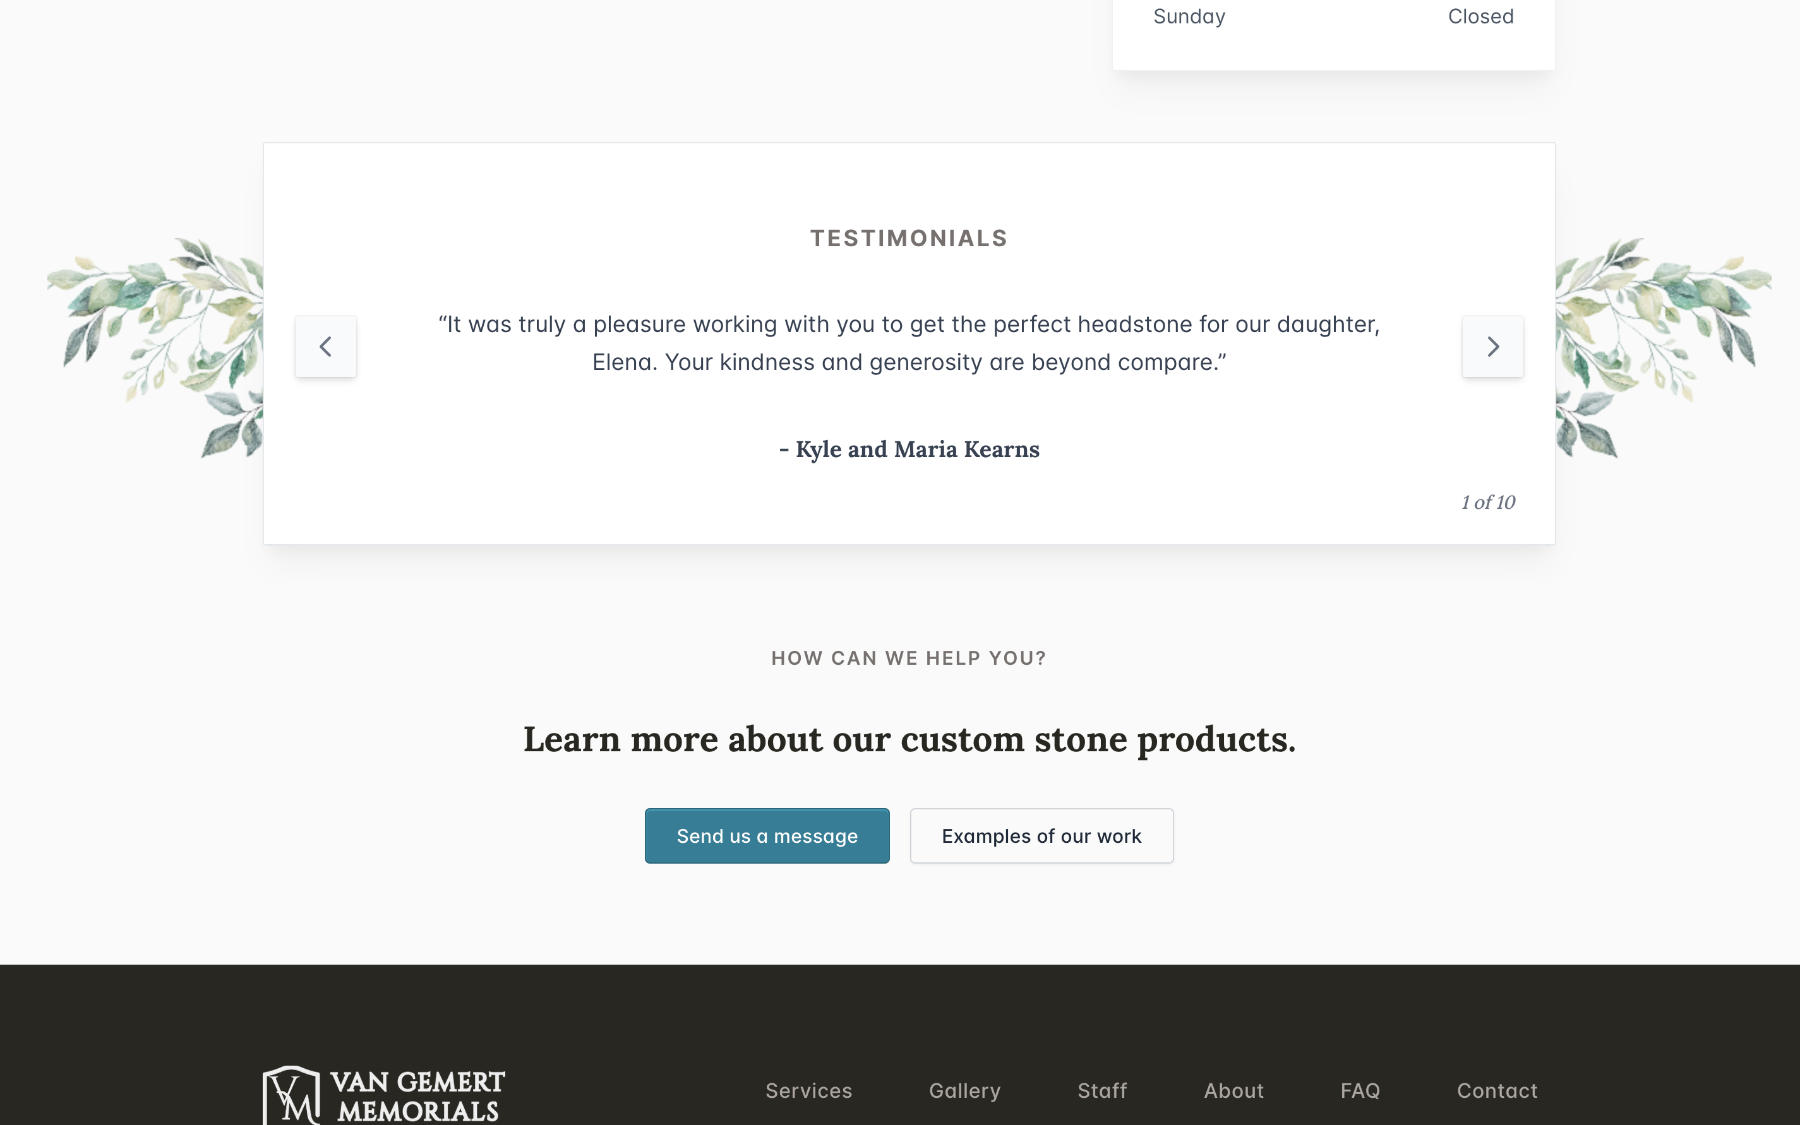 Sunday Closed
TESTIMONIALS
“It was truly a pleasure working with you to get the perfect headstone for our daughter,
Elena. Your kindness and generosity are beyond compare.”
- Kyle and Maria Kearns
1 of 10
HOW CAN WE HELP YOU?
Learn more about our custom stone products.
Send us a message
Examples of our work
VM VAN GEMERT
MEMORIALS
Services Gallery Staff About FAQ Contact